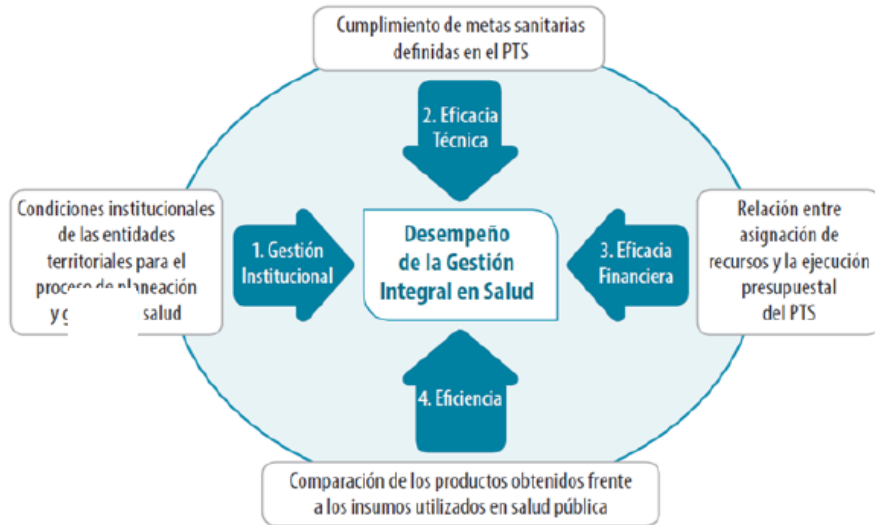 Cumplimiento de metas sanitarias
definidas en el PTS
2. Eficacia
Técnica
Condiciones institucionales
de las entidades
territoriales para el
proceso de planeación
y salud
1. Gestión
Institucional
Desempeño
de la Gestión
Integral en Salud
3. Eficacia
Financiera
Relación entre
asignación de
recursos y la ejecución
presupuestal
del PTS
4. Eficiencia
Comparación de los productos obtenidos frente
a los insumos utilizados en salud pública